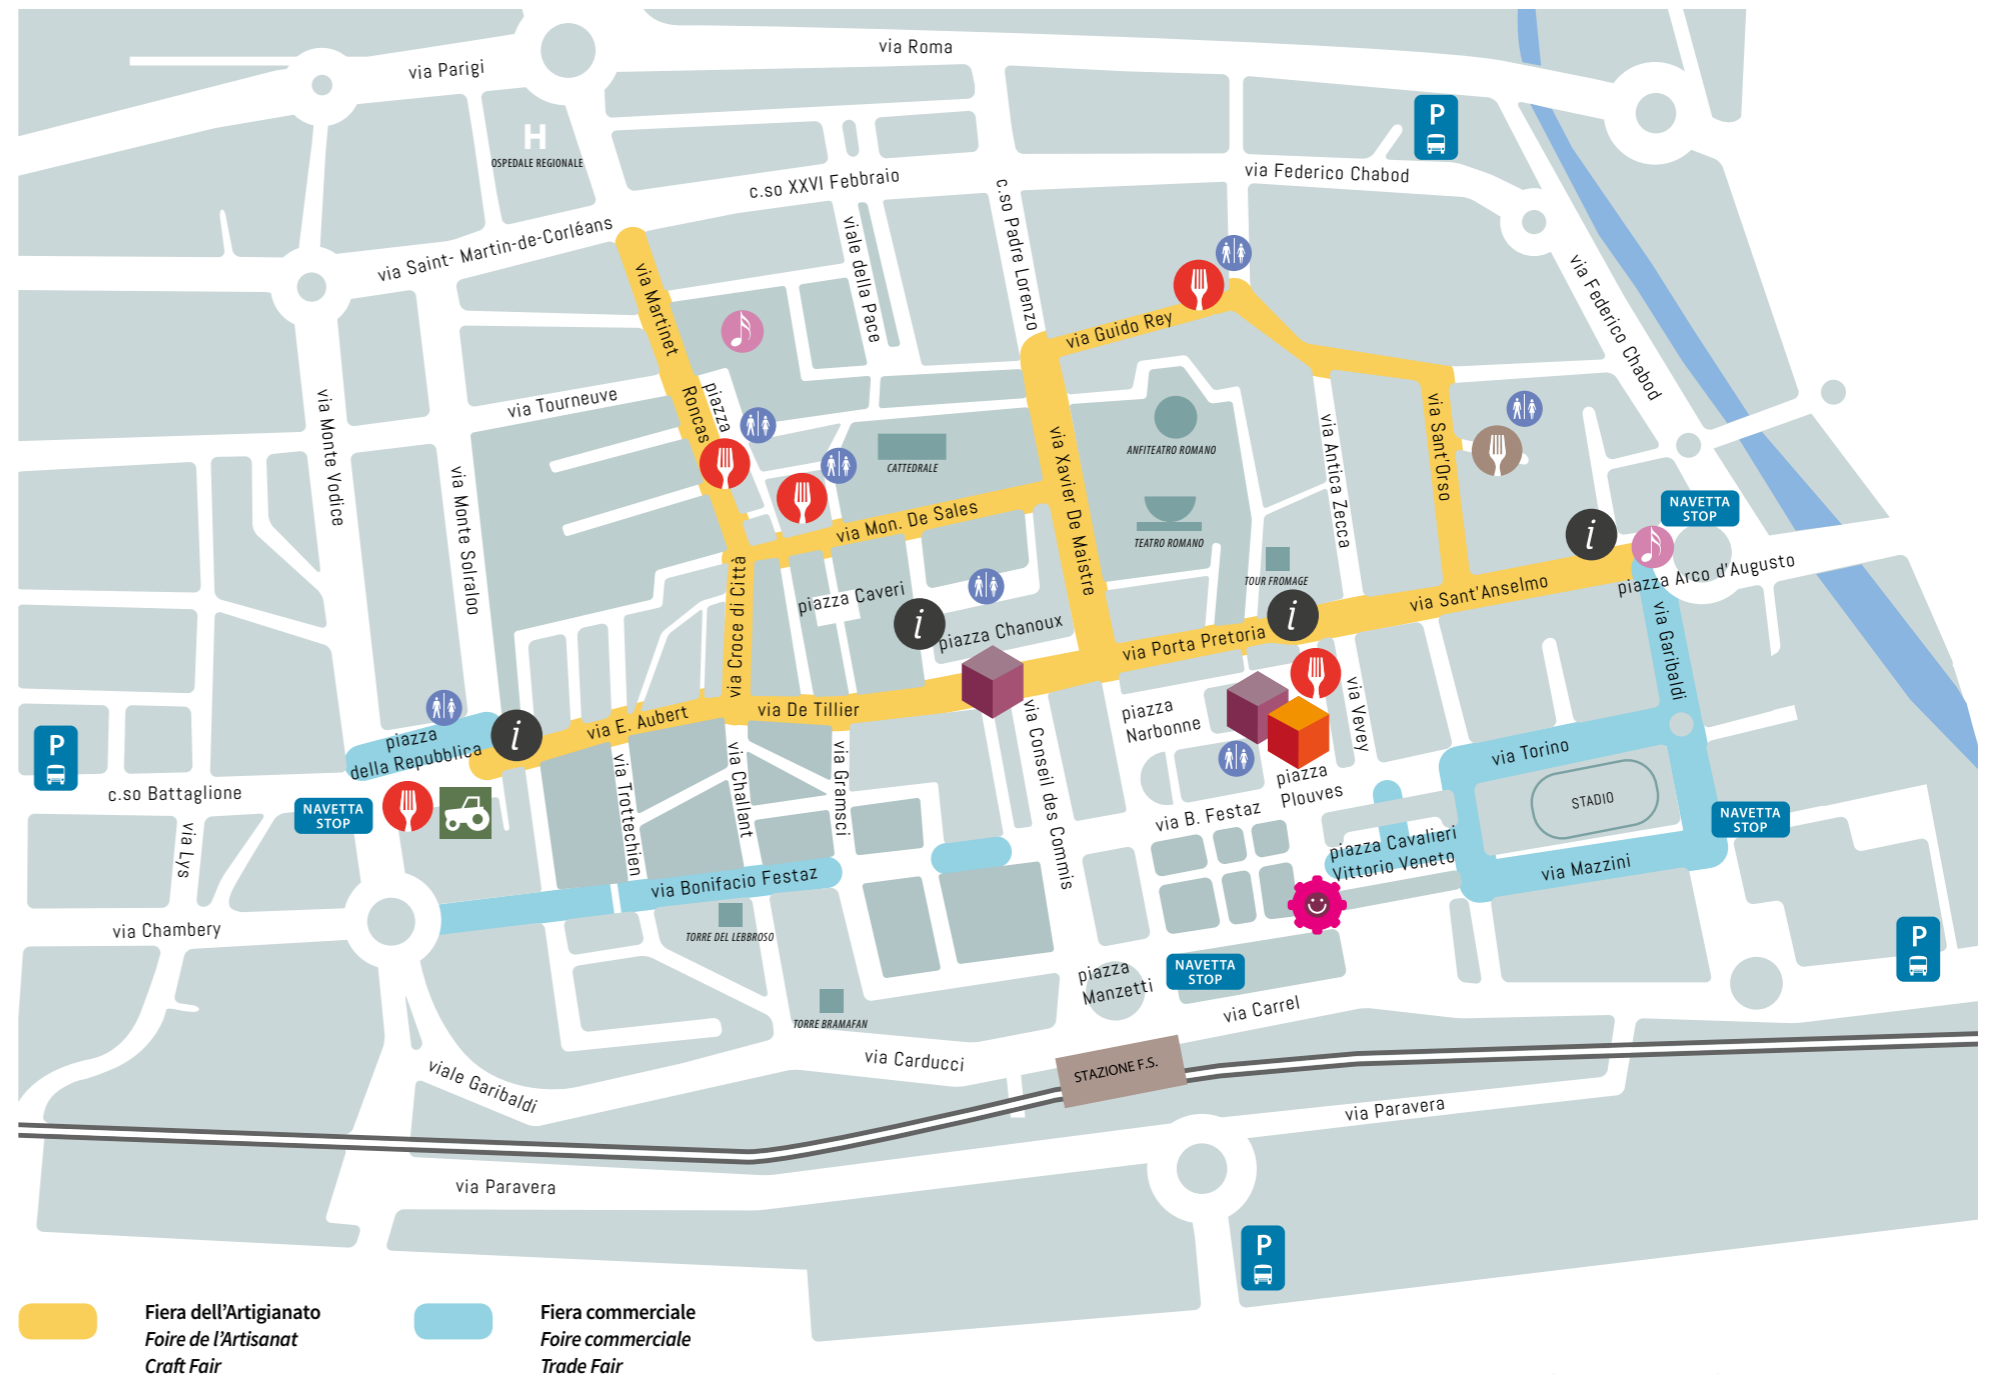 via Roma
via Parigi
H
OSPEDALE REGIONALE
P
via Federico Chabod
c.so XXVI Febbraio
c.so Padre Lorenzo
via Saint- Martin-de-Corléans
viale della Pace
via Martinet
via Federico Chabod
via Guido Rey
via Monte Vodice
via Tourneuve
piazza
Roncas
via Monte Solraloo
CATTEDRALE
ANFITEATRO ROMANO
via Antica Zecca
via Sant'Orso
via Xavier De Maistre
via Mon. De Sales
TEATRO ROMANO
NAVETTA
STOP
i
TOUR FROMAGE
piazza Arco d'Augusto
via Croce di Città
piazza Caveri
i
piazza Chanoux
i
via Sant'Anselmo
via Porta Pretoria
via Garibaldi
via De Tillier
via E. Aubert
i
piazza
della Repubblica
P
piazza
Narbonne
via Vevey
via Conseil des Commis
via Torino
piazza
Plouves
via Trottechien
via Challant
via Gramsci
c.so Battaglione
NAVETTA
STOP
via Lys
via B. Festaz
STADIO
NAVETTA
STOP
piazza Cavalieri
Vittorio Veneto
via Mazzini
via Bonifacio Festaz
via Chambery
TORRE DEL LEBBROSO
P
piazza
Manzetti
NAVETTA
STOP
via Carrel
TORRE BRAMAFAN
via Carducci
STAZIONE F.S.
viale Garibaldi
via Paravera
via Paravera
P
Fiera dell'Artigianato
Foire de l'Artisanat
Craft Fair
Fiera commerciale
Foire commerciale
Trade Fair